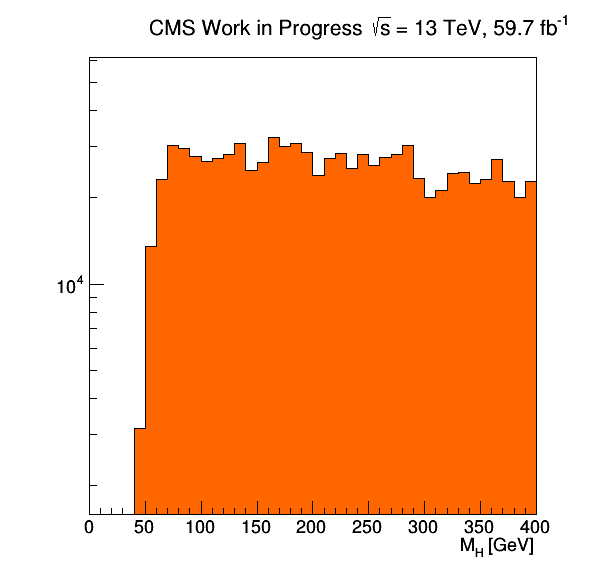 CMS Work in Progress √s = 13 TeV, 59.7 fb⁻¹
10⁴
0 50 100 150 200 250 300 350 400
M_H [GeV]